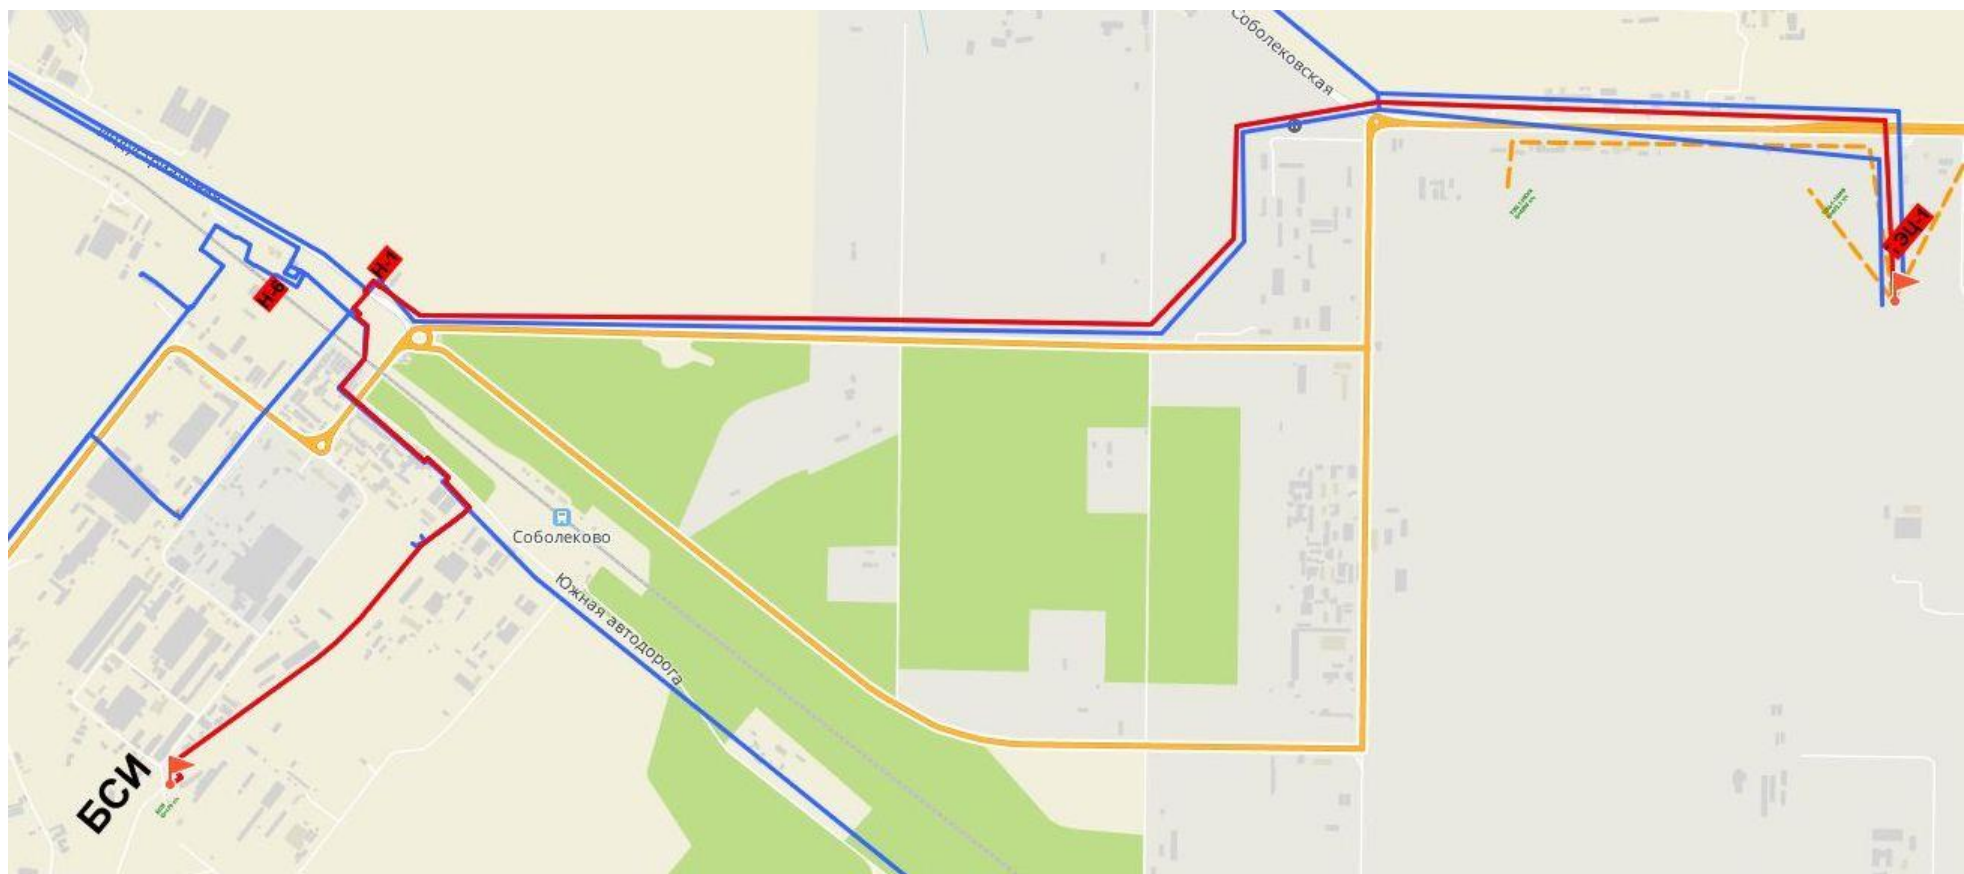 Соболековская
Н-1
Н-6
ЭЦ-1
Соболеково
Южная автодорога
БСИ